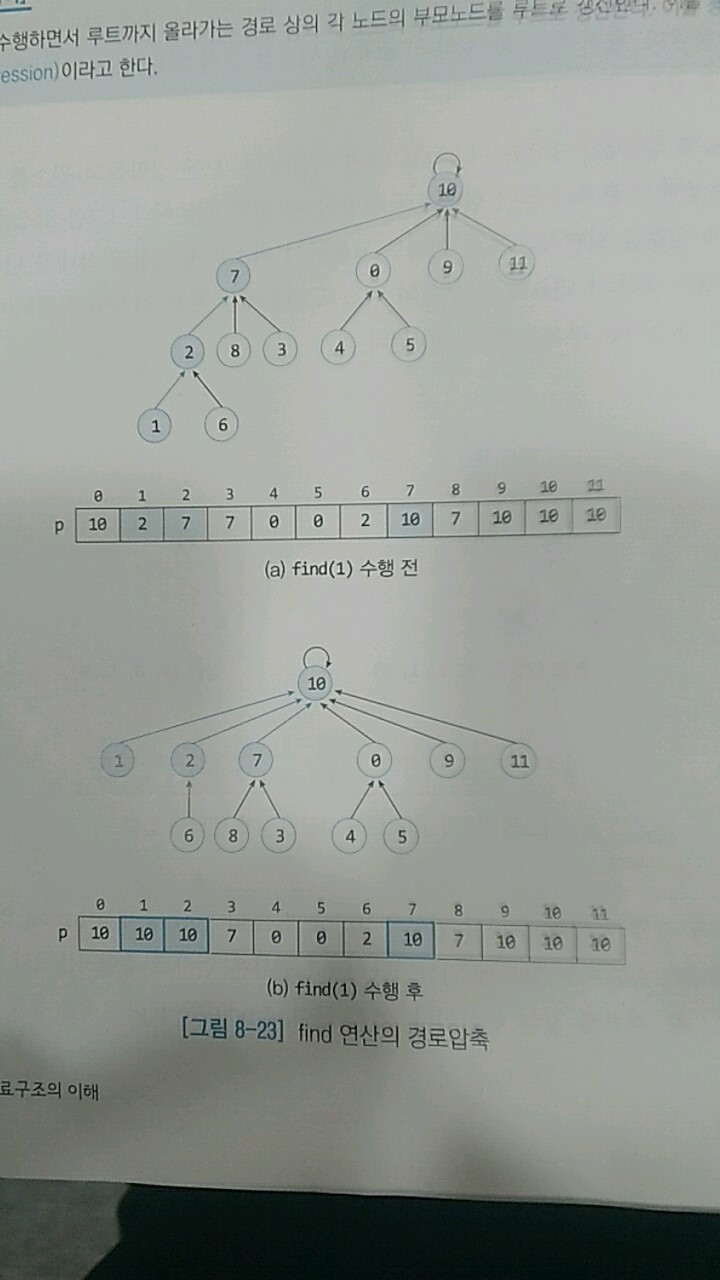 수행하면서 루트까지 올라가는 경로 상의 각 노드의 부모노드를 루트로 갱신한다.
ession)이라고 한다.
10
7 0 9 11
2 8 3 4 5
1 6
0 1 2 3 4 5 6 7 8 9 10 11
p 10 2 7 7 0 0 2 10 7 10 10 10
(a) find(1) 수행 전
10
1 2 7 0 9 11
6 8 3 4 5
0 1 2 3 4 5 6 7 8 9 10 11
p 10 10 10 7 0 0 2 10 7 10 10 10
(b) find(1) 수행 후
[그림 8-23] find 연산의 경로압축
료구조의 이해